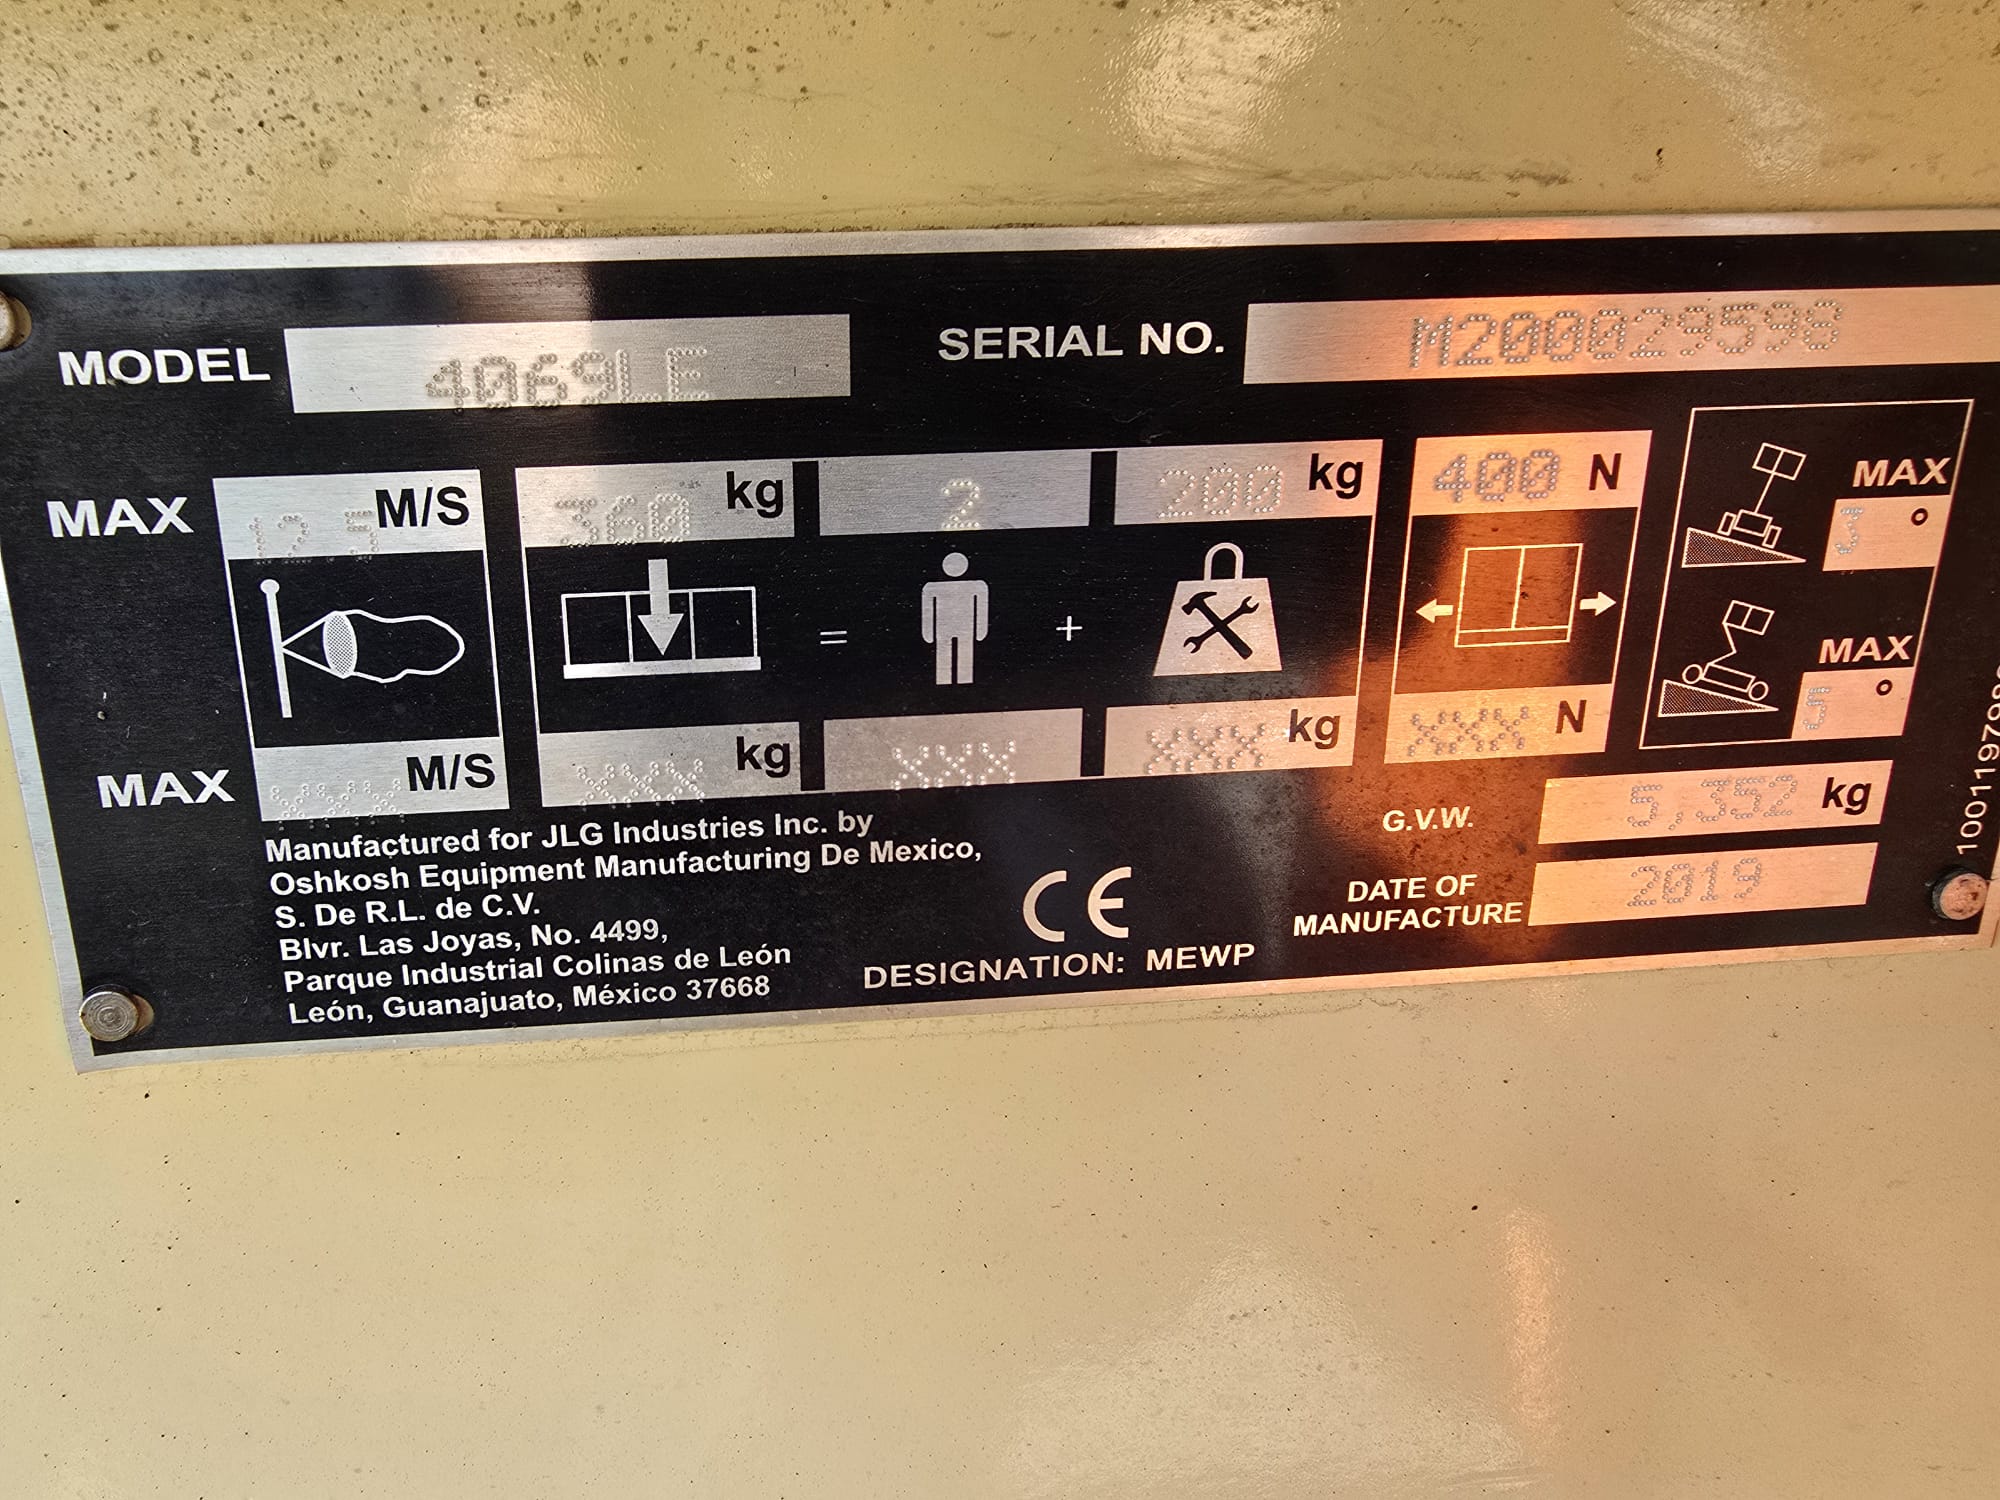 MODEL 4069LE SERIAL NO. M200029598
MAX 12.5 M/S 360 kg 2 200 kg 400 N
MAX 3°
= +
MAX 5°
MAX XXX M/S XXX kg XXX XXX kg XXX N
Manufactured for JLG Industries Inc. by
Oshkosh Equipment Manufacturing De Mexico,
S. De R.L. de C.V.
Blvr. Las Joyas, No. 4499,
Parque Industrial Colinas de León
León, Guanajuato, México 37668
CE
DESIGNATION: MEWP
G.V.W. 5,352 kg
DATE OF
MANUFACTURE 2019